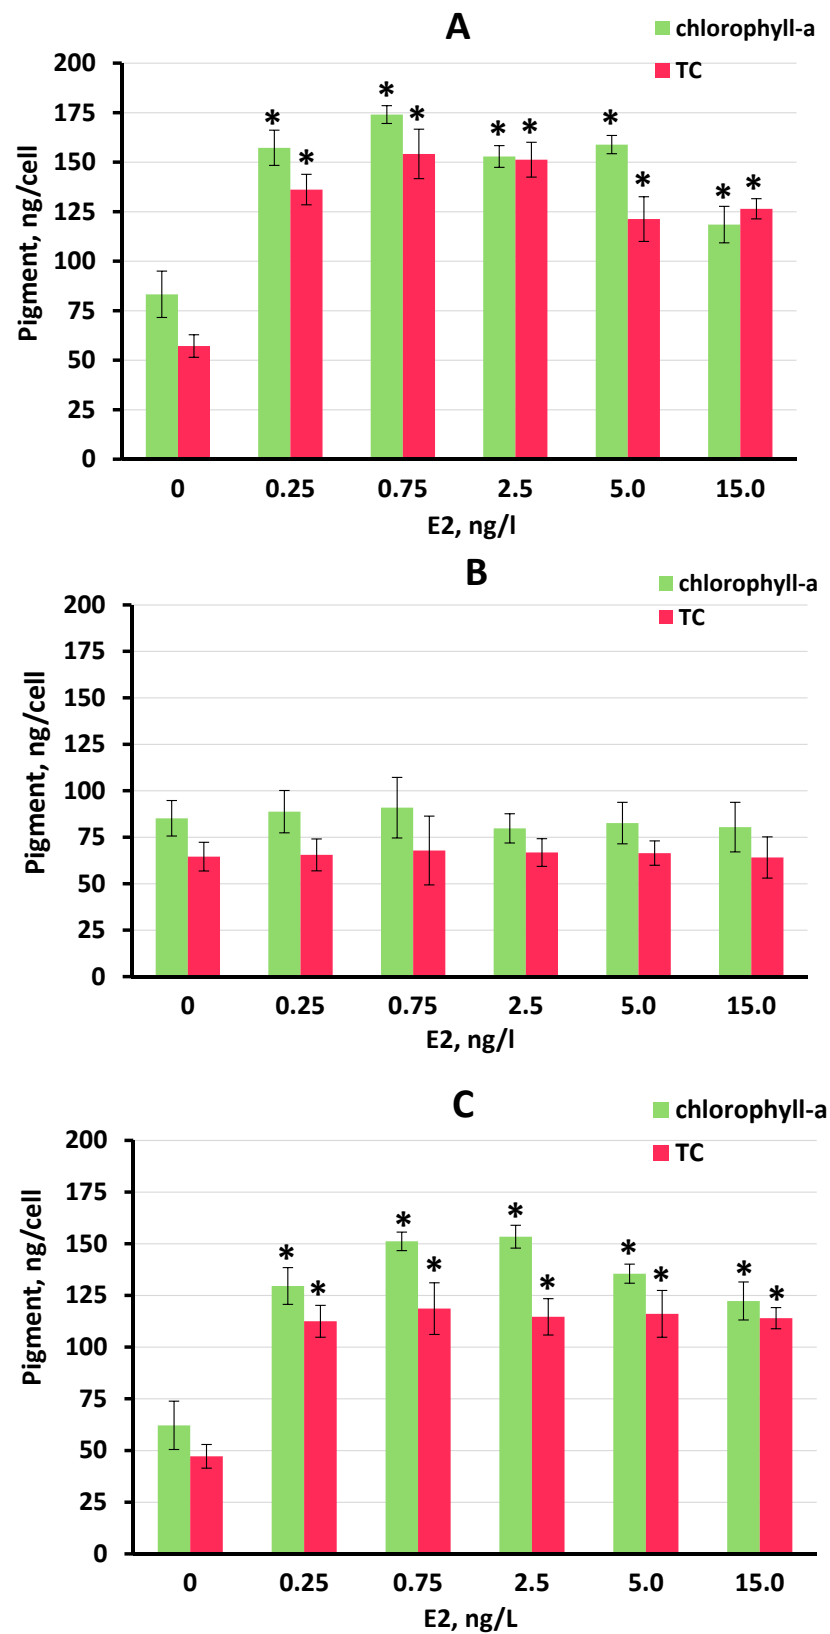 A
chlorophyll-a
TC
Pigment, ng/cell
200
175
150
125
100
75
50
25
0
* * * * * * * * * *
0 0.25 0.75 2.5 5.0 15.0
E2, ng/l
B
chlorophyll-a
TC
Pigment, ng/cell
200
175
150
125
100
75
50
25
0
0 0.25 0.75 2.5 5.0 15.0
E2, ng/l
C
chlorophyll-a
TC
Pigment, ng/cell
200
175
150
125
100
75
50
25
0
* * * * * * * * * *
0 0.25 0.75 2.5 5.0 15.0
E2, ng/L